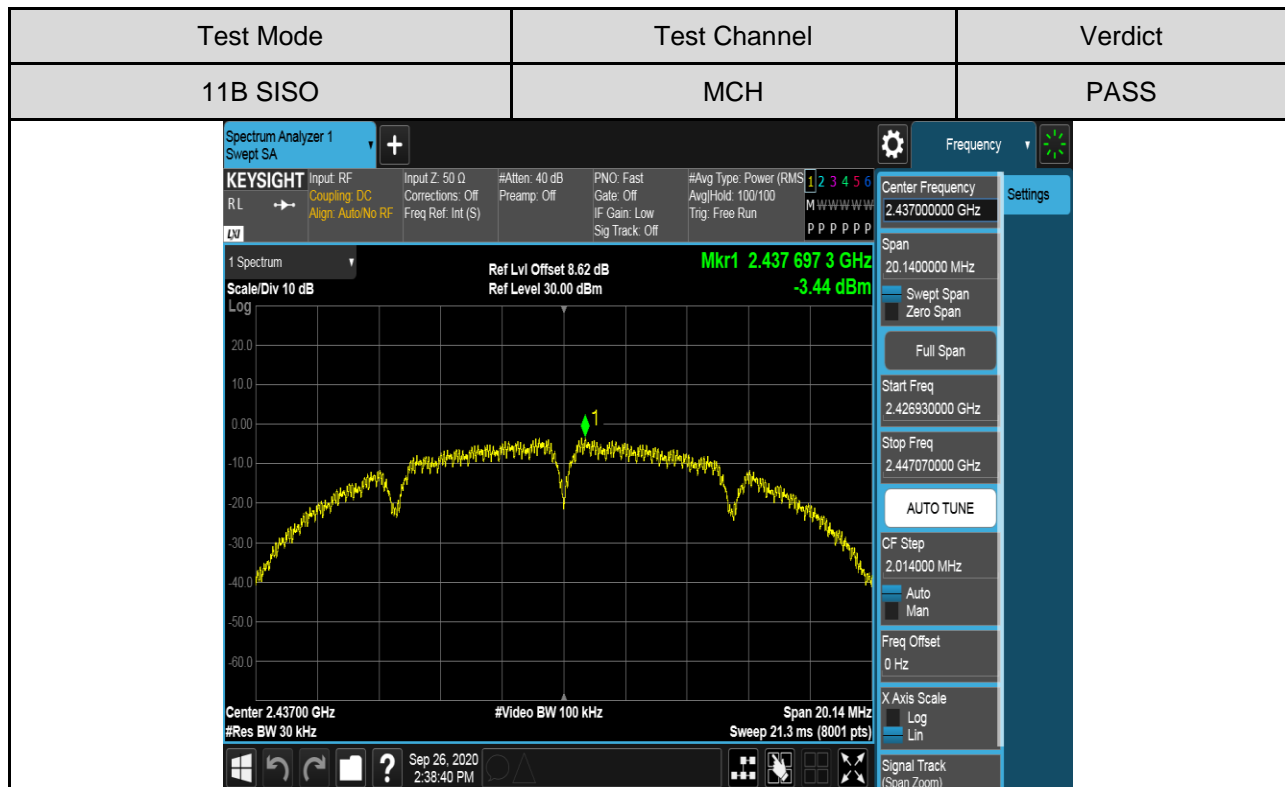 Test Mode Test Channel Verdict
11B SISO MCH PASS
Spectrum Analyzer 1
Swept SA
Frequency
KEYSIGHT
RL
LXI
Input: RF
Coupling: DC
Align: Auto/No RF
Input Z: 50 Ω
Corrections: Off
Freq Ref: Int (S)
#Atten: 40 dB
Preamp: Off
PNO: Fast
Gate: Off
IF Gain: Low
Sig Track: Off
#Avg Type: Power (RMS
Avg|Hold: 100/100
Trig: Free Run
1 2 3 4 5 6
M W W W W W
P P P P P P
1 Spectrum
Scale/Div 10 dB
Ref Lvl Offset 8.62 dB
Ref Level 30.00 dBm
Mkr1 2.437 697 3 GHz
-3.44 dBm
Log
20.0
10.0
0.00
-10.0
-20.0
-30.0
-40.0
-50.0
-60.0
1
Center 2.43700 GHz
#Res BW 30 kHz
#Video BW 100 kHz
Span 20.14 MHz
Sweep 21.3 ms (8001 pts)
Sep 26, 2020
2:38:40 PM
Center Frequency
2.437000000 GHz
Span
20.1400000 MHz
Swept Span
Zero Span
Full Span
Start Freq
2.426930000 GHz
Stop Freq
2.447070000 GHz
AUTO TUNE
CF Step
2.014000 MHz
Auto
Man
Freq Offset
0 Hz
X Axis Scale
Log
Lin
Signal Track
(Span Zoom)
Settings